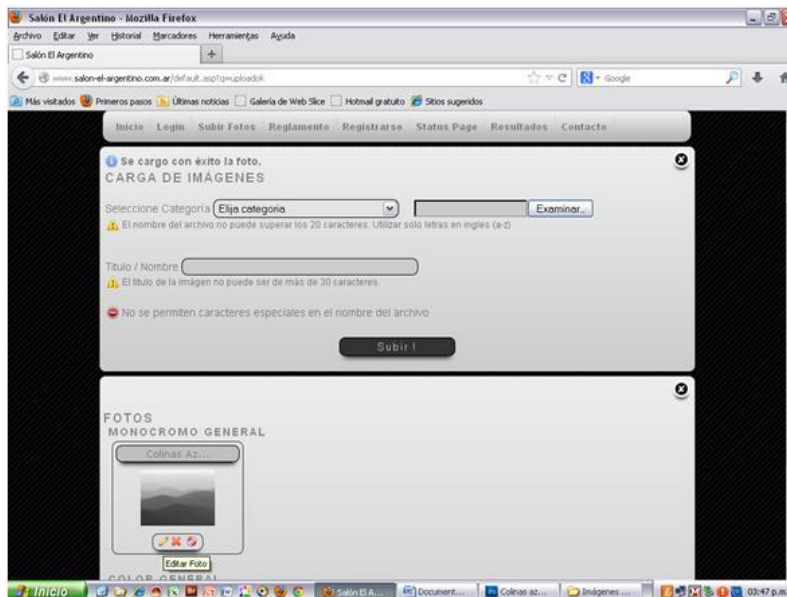 Salón El Argentino - Mozilla Firefox
Archivo Editar Ver Historial Marcadores Herramientas Ayuda
Salón El Argentino +
www.salon-el-argentino.com.ar/default.asp?q=uploadok
Google
Más visitados Primeros pasos Últimas noticias Galería de Web Slice Hotmail gratuito Sitios sugeridos
Inicio Login Subir Fotos Reglamento Registrarse Status Page Resultados Contacto
Se cargo con éxito la foto.
CARGA DE IMÁGENES
Seleccione Categoría Elija categoria Examinar...
El nombre del archivo no puede superar los 20 caracteres. Utilizar solo letras en ingles (a-z)
Titulo / Nombre
El titulo de la imágen no puede ser de más de 30 caracteres.
No se permiten caracteres especiales en el nombre del archivo
Subir !
FOTOS
MONOCROMO GENERAL
Colinas Az...
Editar Foto
COLOR GENERAL
Inicio Salón El A... Document... Colinas az... Imágenes ... 03:47 p.m.